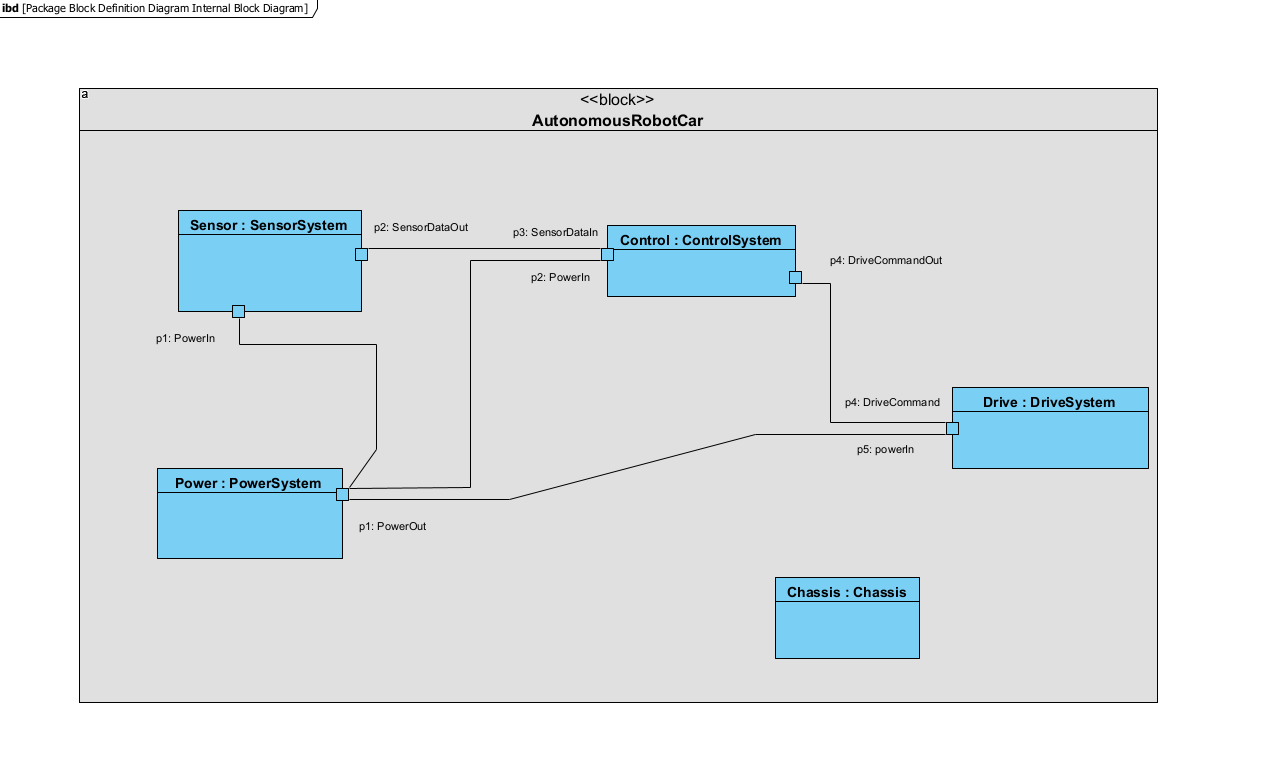 ibd [Package Block Definition Diagram Internal Block Diagram]
a
<<block>>
AutonomousRobotCar
Sensor : SensorSystem
p2: SensorDataOut
p3: SensorDataIn
Control : ControlSystem
p4: DriveCommandOut
p2: PowerIn
p1: PowerIn
p4: DriveCommand
Drive : DriveSystem
p5: powerIn
Power : PowerSystem
p1: PowerOut
Chassis : Chassis